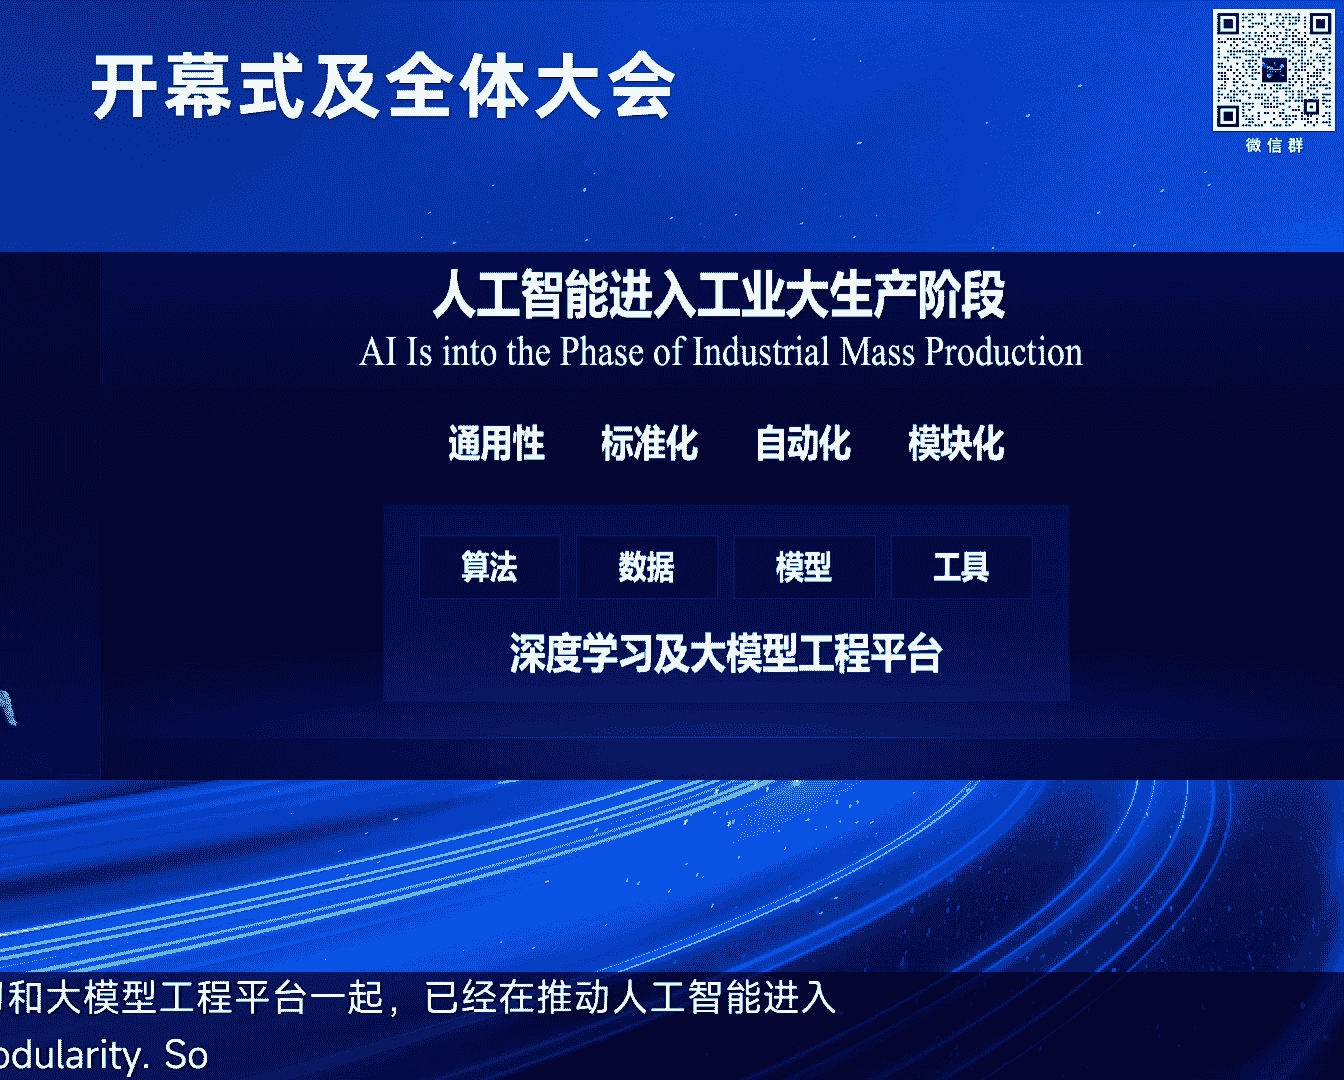 开幕式及全体大会
微信群
人工智能进入工业大生产阶段
AI Is into the Phase of Industrial Mass Production
通用性 标准化 自动化 模块化
算法 数据 模型 工具
深度学习及大模型工程平台
和大模型工程平台一起，已经在推动人工智能进入
odularity. So